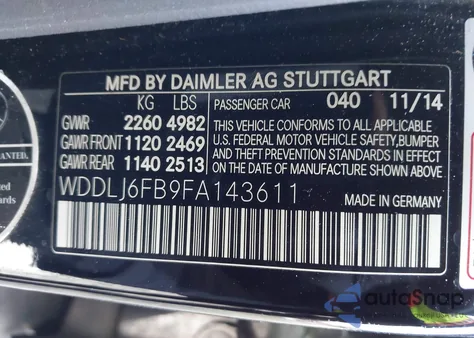 MFD BY DAIMLER AG STUTTGART
KG LBS
PASSENGER CAR 040 11/14
GVWR 2260 4982
GAWR FRONT 1120 2469
GAWR REAR 1140 2513
THIS VEHICLE CONFORMS TO ALL APPLICABLE
U.S. FEDERAL MOTOR VEHICLE SAFETY,BUMPER
AND THEFT PREVENTION STANDARDS IN EFFECT
ON THE DATE OF MANUFACTURE SHOWN ABOVE
WDDLJ6FB9FA143611
MADE IN GERMANY
ANTED.
autoSnap